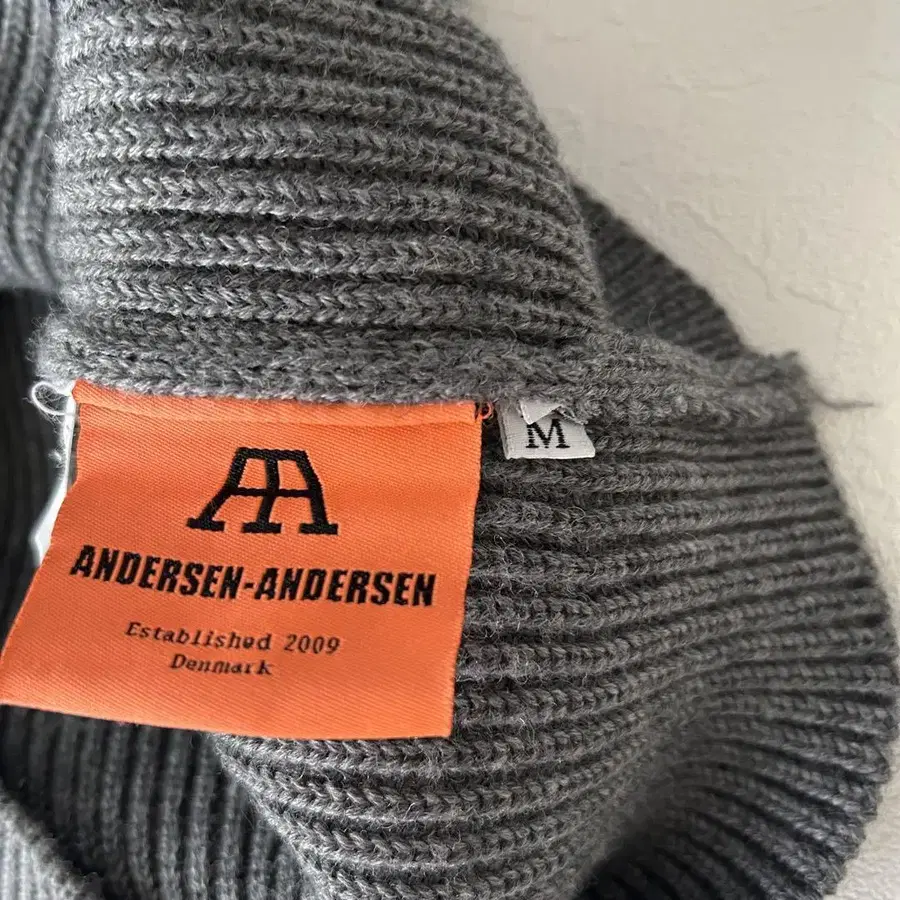 AA
ANDERSEN-ANDERSEN
Established 2009
Denmark
M